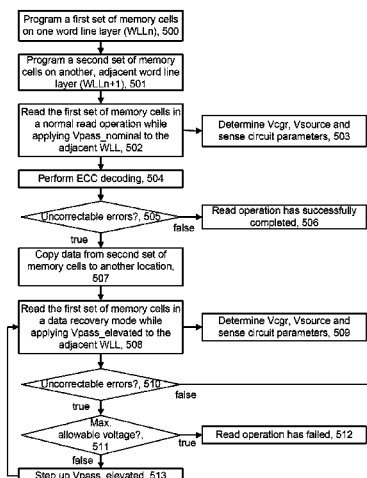 Program a first set of memory cells
on one word line layer (WLLn), 500
Program a second set of memory
cells on another, adjacent word line
layer (WLLn+1), 501
Read the first set of memory cells in
a normal read operation while
applying Vpass_nominal to the
adjacent WLL, 502
Determine Vcgr, Vsource and
sense circuit parameters, 503
Perform ECC decoding, 504
Uncorrectable errors?, 505
false
true
Read operation has successfully
completed, 506
Copy data from second set of
memory cells to another location,
507
Read the first set of memory cells in
a data recovery mode while
applying Vpass_elevated to the
adjacent WLL, 508
Determine Vcgr, Vsource and
sense circuit parameters, 509
Uncorrectable errors?, 510
false
true
Max.
allowable voltage?,
511
true
false
Read operation has failed, 512
Step up Vpass_elevated, 513